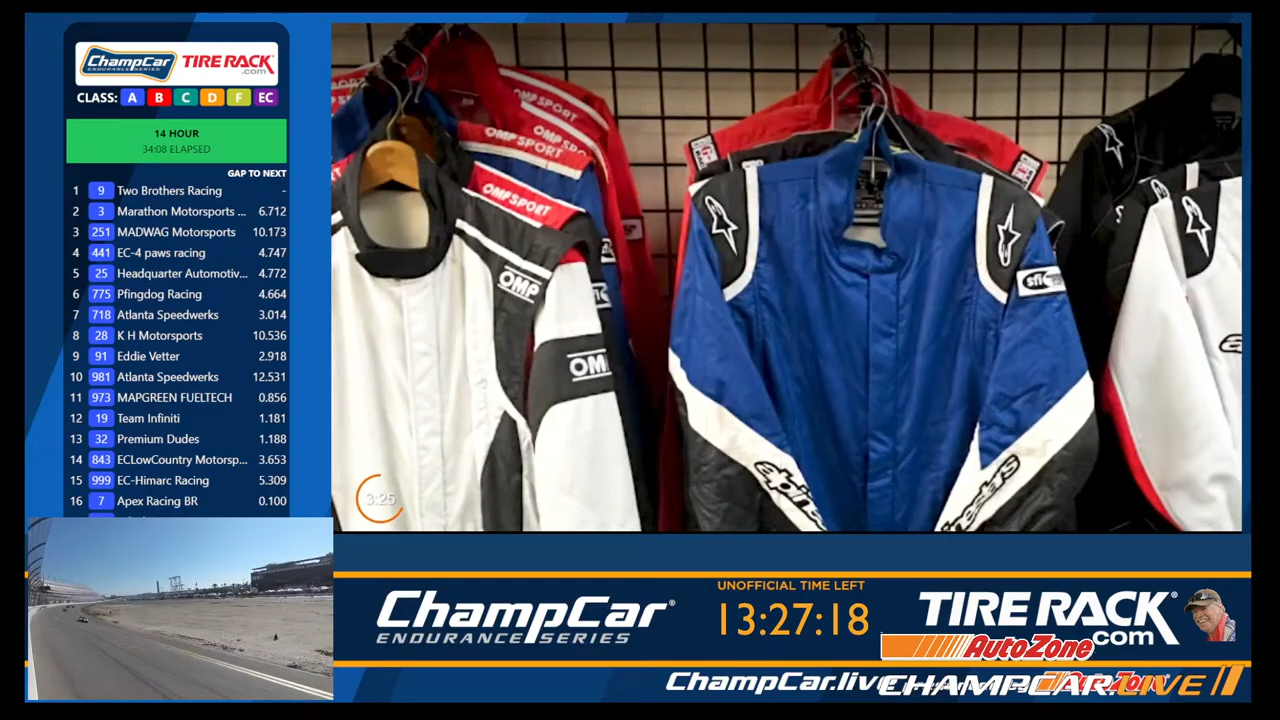 ChampCar
ENDURANCE SERIES
TIRE RACK
.com
CLASS: A B C D F EC
14 HOUR
34:08 ELAPSED
GAP TO NEXT
1 9 Two Brothers Racing -
2 3 Marathon Motorsports ... 6.712
3 251 MADWAG Motorsports 10.173
4 441 EC-4 paws racing 4.747
5 25 Headquarter Automotiv... 4.772
6 775 Pfingdog Racing 4.664
7 718 Atlanta Speedwerks 3.014
8 28 K H Motorsports 10.536
9 91 Eddie Vetter 2.918
10 981 Atlanta Speedwerks 12.531
11 973 MAPGREEN FUELTECH 0.856
12 19 Team Infiniti 1.181
13 32 Premium Dudes 1.188
14 843 ECLowCountry Motorsp... 3.653
15 999 EC-Himarc Racing 5.309
16 7 Apex Racing BR 0.100
OMP SPORT
OMP SPORT
OMP SPORT
OMP SPORT
OMP
OMP
sfi
alpinestars
alpinestars
3:25
ChampCar®
ENDURANCE SERIES
UNOFFICIAL TIME LEFT
13:27:18
TIRE RACK®
.com
AutoZone
ChampCar.live
CHAMPCAR.LIVE